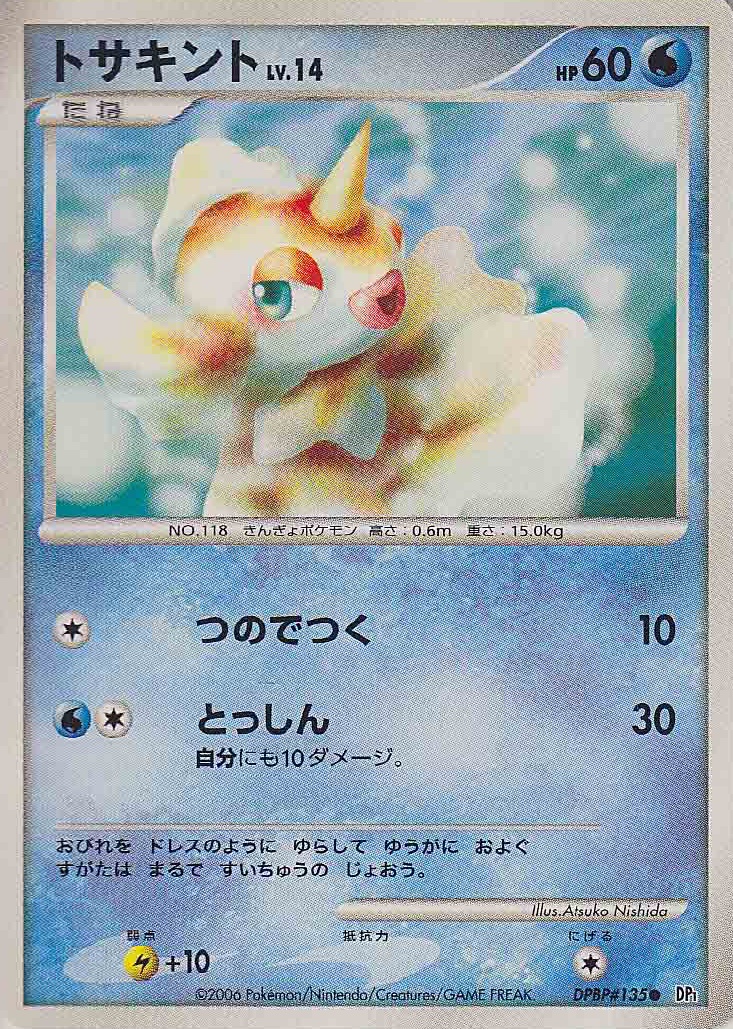 トサキント LV.14 HP60
たね
NO.118 きんぎょポケモン 高さ:0.6m 重さ:15.0kg
つのでつく 10
とっしん 30
自分にも10ダメージ。
おびれを ドレスのように ゆらして ゆうがに およぐ
すがたは まるで すいちゅうの じょおう。
Illus.Atsuko Nishida
弱点 抵抗力 にげる
+10
©2006 Pokémon/Nintendo/Creatures/GAME FREAK. DPBP#135 DP1